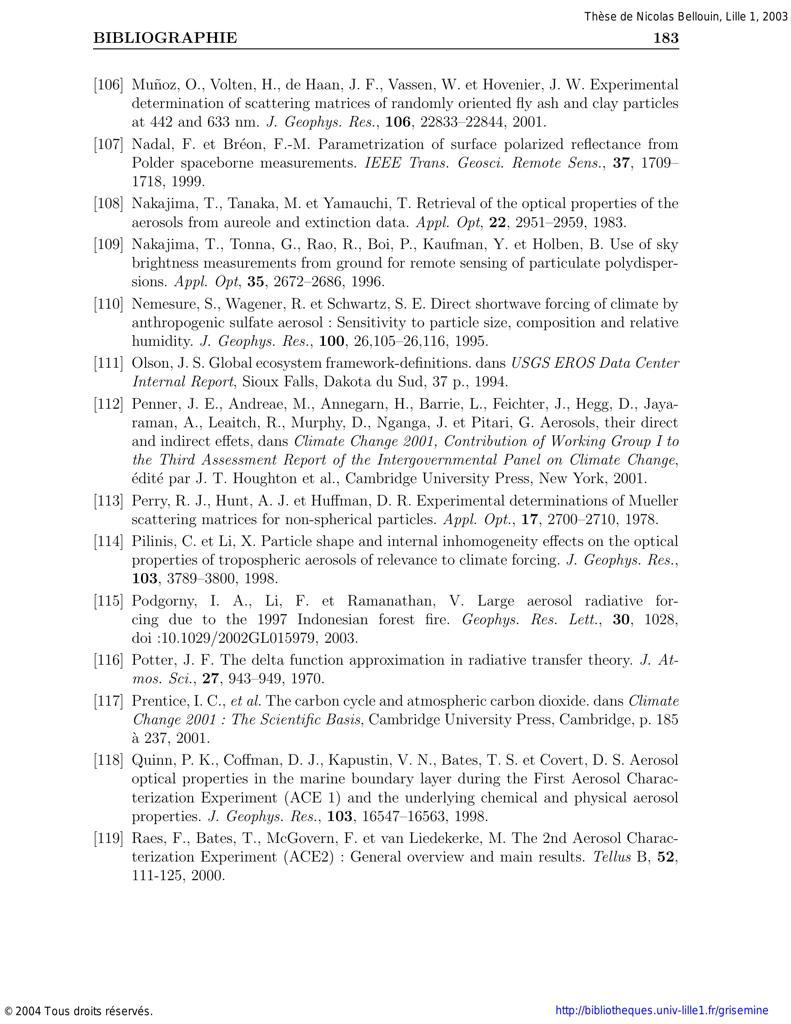 Thèse de Nicolas Bellouin, Lille 1, 2003
BIBLIOGRAPHIE 183
[106] Muñoz, O., Volten, H., de Haan, J. F., Vassen, W. et Hovenier, J. W. Experimental
determination of scattering matrices of randomly oriented fly ash and clay particles
at 442 and 633 nm. J. Geophys. Res., 106, 22833–22844, 2001.
[107] Nadal, F. et Bréon, F.-M. Parametrization of surface polarized reflectance from
Polder spaceborne measurements. IEEE Trans. Geosci. Remote Sens., 37, 1709–
1718, 1999.
[108] Nakajima, T., Tanaka, M. et Yamauchi, T. Retrieval of the optical properties of the
aerosols from aureole and extinction data. Appl. Opt, 22, 2951–2959, 1983.
[109] Nakajima, T., Tonna, G., Rao, R., Boi, P., Kaufman, Y. et Holben, B. Use of sky
brightness measurements from ground for remote sensing of particulate polydisper-
sions. Appl. Opt, 35, 2672–2686, 1996.
[110] Nemesure, S., Wagener, R. et Schwartz, S. E. Direct shortwave forcing of climate by
anthropogenic sulfate aerosol : Sensitivity to particle size, composition and relative
humidity. J. Geophys. Res., 100, 26,105–26,116, 1995.
[111] Olson, J. S. Global ecosystem framework-definitions. dans USGS EROS Data Center
Internal Report, Sioux Falls, Dakota du Sud, 37 p., 1994.
[112] Penner, J. E., Andreae, M., Annegarn, H., Barrie, L., Feichter, J., Hegg, D., Jaya-
raman, A., Leaitch, R., Murphy, D., Nganga, J. et Pitari, G. Aerosols, their direct
and indirect effets, dans Climate Change 2001, Contribution of Working Group I to
the Third Assessment Report of the Intergovernmental Panel on Climate Change,
édité par J. T. Houghton et al., Cambridge University Press, New York, 2001.
[113] Perry, R. J., Hunt, A. J. et Huffman, D. R. Experimental determinations of Mueller
scattering matrices for non-spherical particles. Appl. Opt., 17, 2700–2710, 1978.
[114] Pilinis, C. et Li, X. Particle shape and internal inhomogeneity effects on the optical
properties of tropospheric aerosols of relevance to climate forcing. J. Geophys. Res.,
103, 3789–3800, 1998.
[115] Podgorny, I. A., Li, F. et Ramanathan, V. Large aerosol radiative for-
cing due to the 1997 Indonesian forest fire. Geophys. Res. Lett., 30, 1028,
doi :10.1029/2002GL015979, 2003.
[116] Potter, J. F. The delta function approximation in radiative transfer theory. J. At-
mos. Sci., 27, 943–949, 1970.
[117] Prentice, I. C., et al. The carbon cycle and atmospheric carbon dioxide. dans Climate
Change 2001 : The Scientific Basis, Cambridge University Press, Cambridge, p. 185
à 237, 2001.
[118] Quinn, P. K., Coffman, D. J., Kapustin, V. N., Bates, T. S. et Covert, D. S. Aerosol
optical properties in the marine boundary layer during the First Aerosol Charac-
terization Experiment (ACE 1) and the underlying chemical and physical aerosol
properties. J. Geophys. Res., 103, 16547–16563, 1998.
[119] Raes, F., Bates, T., McGovern, F. et van Liedekerke, M. The 2nd Aerosol Charac-
terization Experiment (ACE2) : General overview and main results. Tellus B, 52,
111-125, 2000.
© 2004 Tous droits réservés. http://bibliotheques.univ-lille1.fr/grisemine